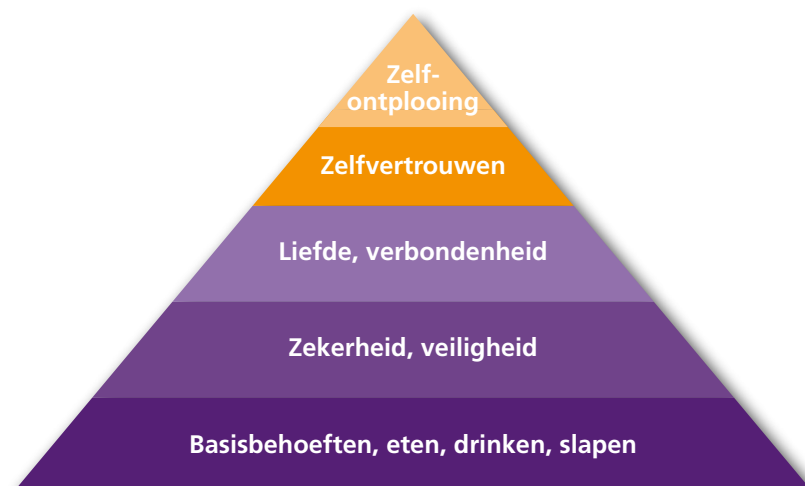 Zelf-
ontplooing
Zelfvertrouwen
Liefde, verbondenheid
Zekerheid, veiligheid
Basisbehoeften, eten, drinken, slapen